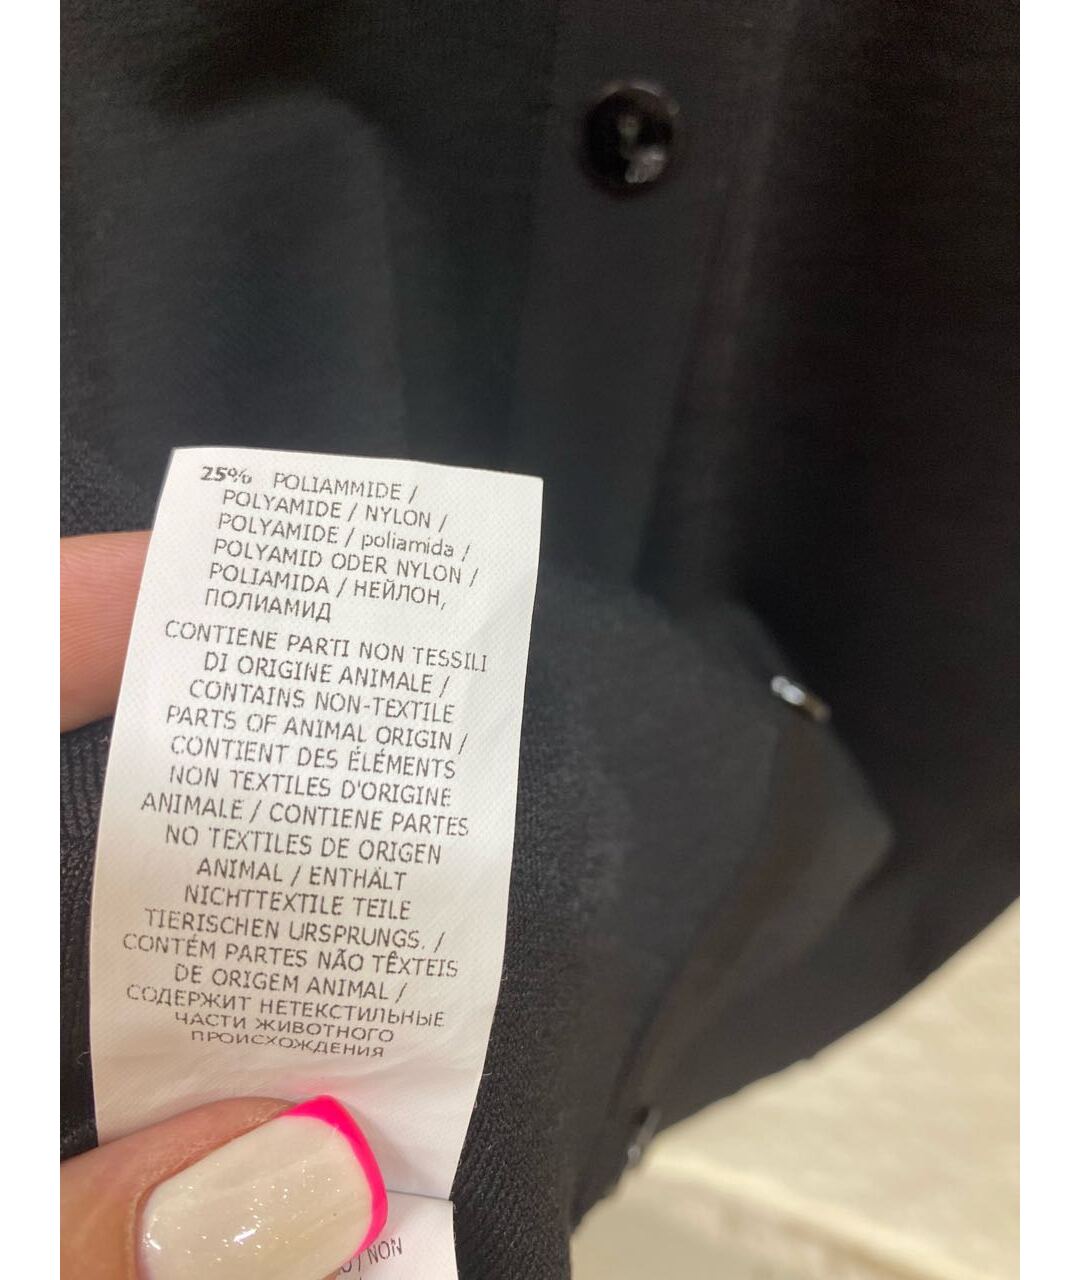 25% POLIAMMIDE /
POLYAMIDE / NYLON /
POLYAMIDE / poliamida /
POLYAMID ODER NYLON /
POLIAMIDA / НЕЙЛОН,
ПОЛИАМИД
CONTIENE PARTI NON TESSILI
DI ORIGINE ANIMALE /
CONTAINS NON-TEXTILE
PARTS OF ANIMAL ORIGIN /
CONTIENT DES ÉLÉMENTS
NON TEXTILES D'ORIGINE
ANIMALE / CONTIENE PARTES
NO TEXTILES DE ORIGEN
ANIMAL / ENTHÄLT
NICHTTEXTILE TEILE
TIERISCHEN URSPRUNGS. /
CONTÉM PARTES NÃO TÊXTEIS
DE ORIGEM ANIMAL /
СОДЕРЖИТ НЕТЕКСТИЛЬНЫЕ
ЧАСТИ ЖИВОТНОГО
ПРОИСХОЖДЕНИЯ
/ NON